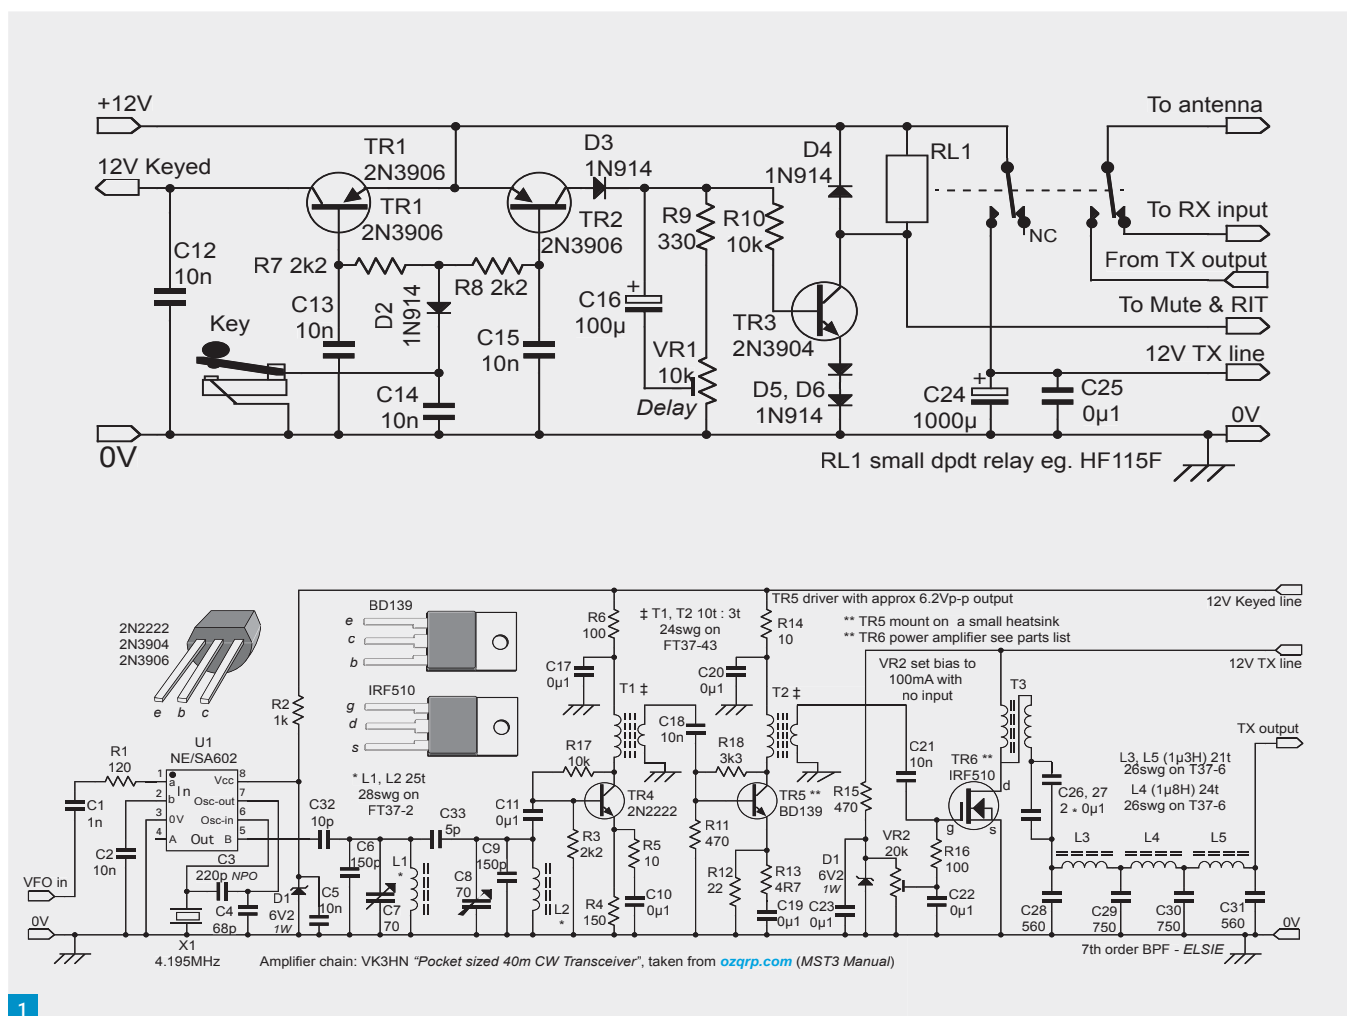 +12V
12V Keyed
TR1
2N3906
TR1
2N3906
D3
1N914
TR2
2N3906
D4
1N914
RL1
To antenna
To RX input
NC
From TX output
To Mute & RIT
12V TX line
C12
10n
R7 2k2
R8 2k2
C13
10n
D2
1N914
Key
C15
10n
C14
10n
C16
+
100µ
R9
330
R10
10k
VR1
10k
Delay
TR3
2N3904
D5, D6
1N914
C24
+
1000µ
C25
0µ1
0V
0V
RL1 small dpdt relay eg. HF115F
2N2222
2N3904
2N3906
e b c
BD139
e
c
b
IRF510
g
d
s
R6
100
‡ T1, T2 10t : 3t
24swg on
FT37-43
TR5 driver with approx 6.2Vp-p output
R14
10
** TR5 mount on a small heatsink
** TR6 power amplifier see parts list
12V Keyed line
12V TX line
VR2 set bias to
100mA with
no input
C17
0µ1
C20
0µ1
T1 ‡
T2 ‡
T3
R2
1k
U1
NE/SA602
R1
120
1
a
In
2
b
3
0V
4
A
Out
Vcc
8
Osc-out
7
Osc-in
6
B
5
C1
1n
C2
10n
VFO in
0V
X1
4.195MHz
C3
220p NPO
C4
68p
D1
6V2
1W
C5
10n
* L1, L2 25t
28swg on
FT37-2
C32
10p
C33
5p
C6
150p
C7
70
L1
*
C8
70
C9
150p
L2
*
C11
0µ1
R17
10k
TR4
2N2222
R3
2k2
R4
150
R5
10
C10
0µ1
C18
10n
R18
3k3
TR5 **
BD139
R11
470
R12
22
R13
4R7
C19
0µ1
R15
470
C23
0µ1
D1
6V2
1W
VR2
20k
C21
10n
TR6 **
IRF510
d
g
s
R16
100
C22
0µ1
C26, 27
2 * 0µ1
TX output
L3, L5 (1µ3H) 21t
26swg on T37-6
L4 (1µ8H) 24t
26swg on T37-6
L3
L4
L5
C28
560
C29
750
C30
750
C31
560
0V
7th order BPF - ELSIE
Amplifier chain: VK3HN “Pocket sized 40m CW Transceiver”, taken from ozqrp.com (MST3 Manual)
1